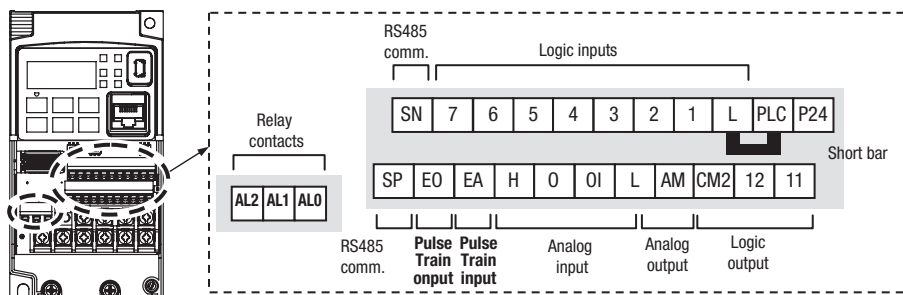 RS485
comm.
Logic inputs
SN 7 6 5 4 3 2 1 L PLC P24
Short bar
Relay
contacts
AL2 AL1 AL0
SP EO EA H O OI L AM CM2 12 11
RS485
comm.
Pulse
Train
onput
Pulse
Train
input
Analog
input
Analog
output
Logic
output